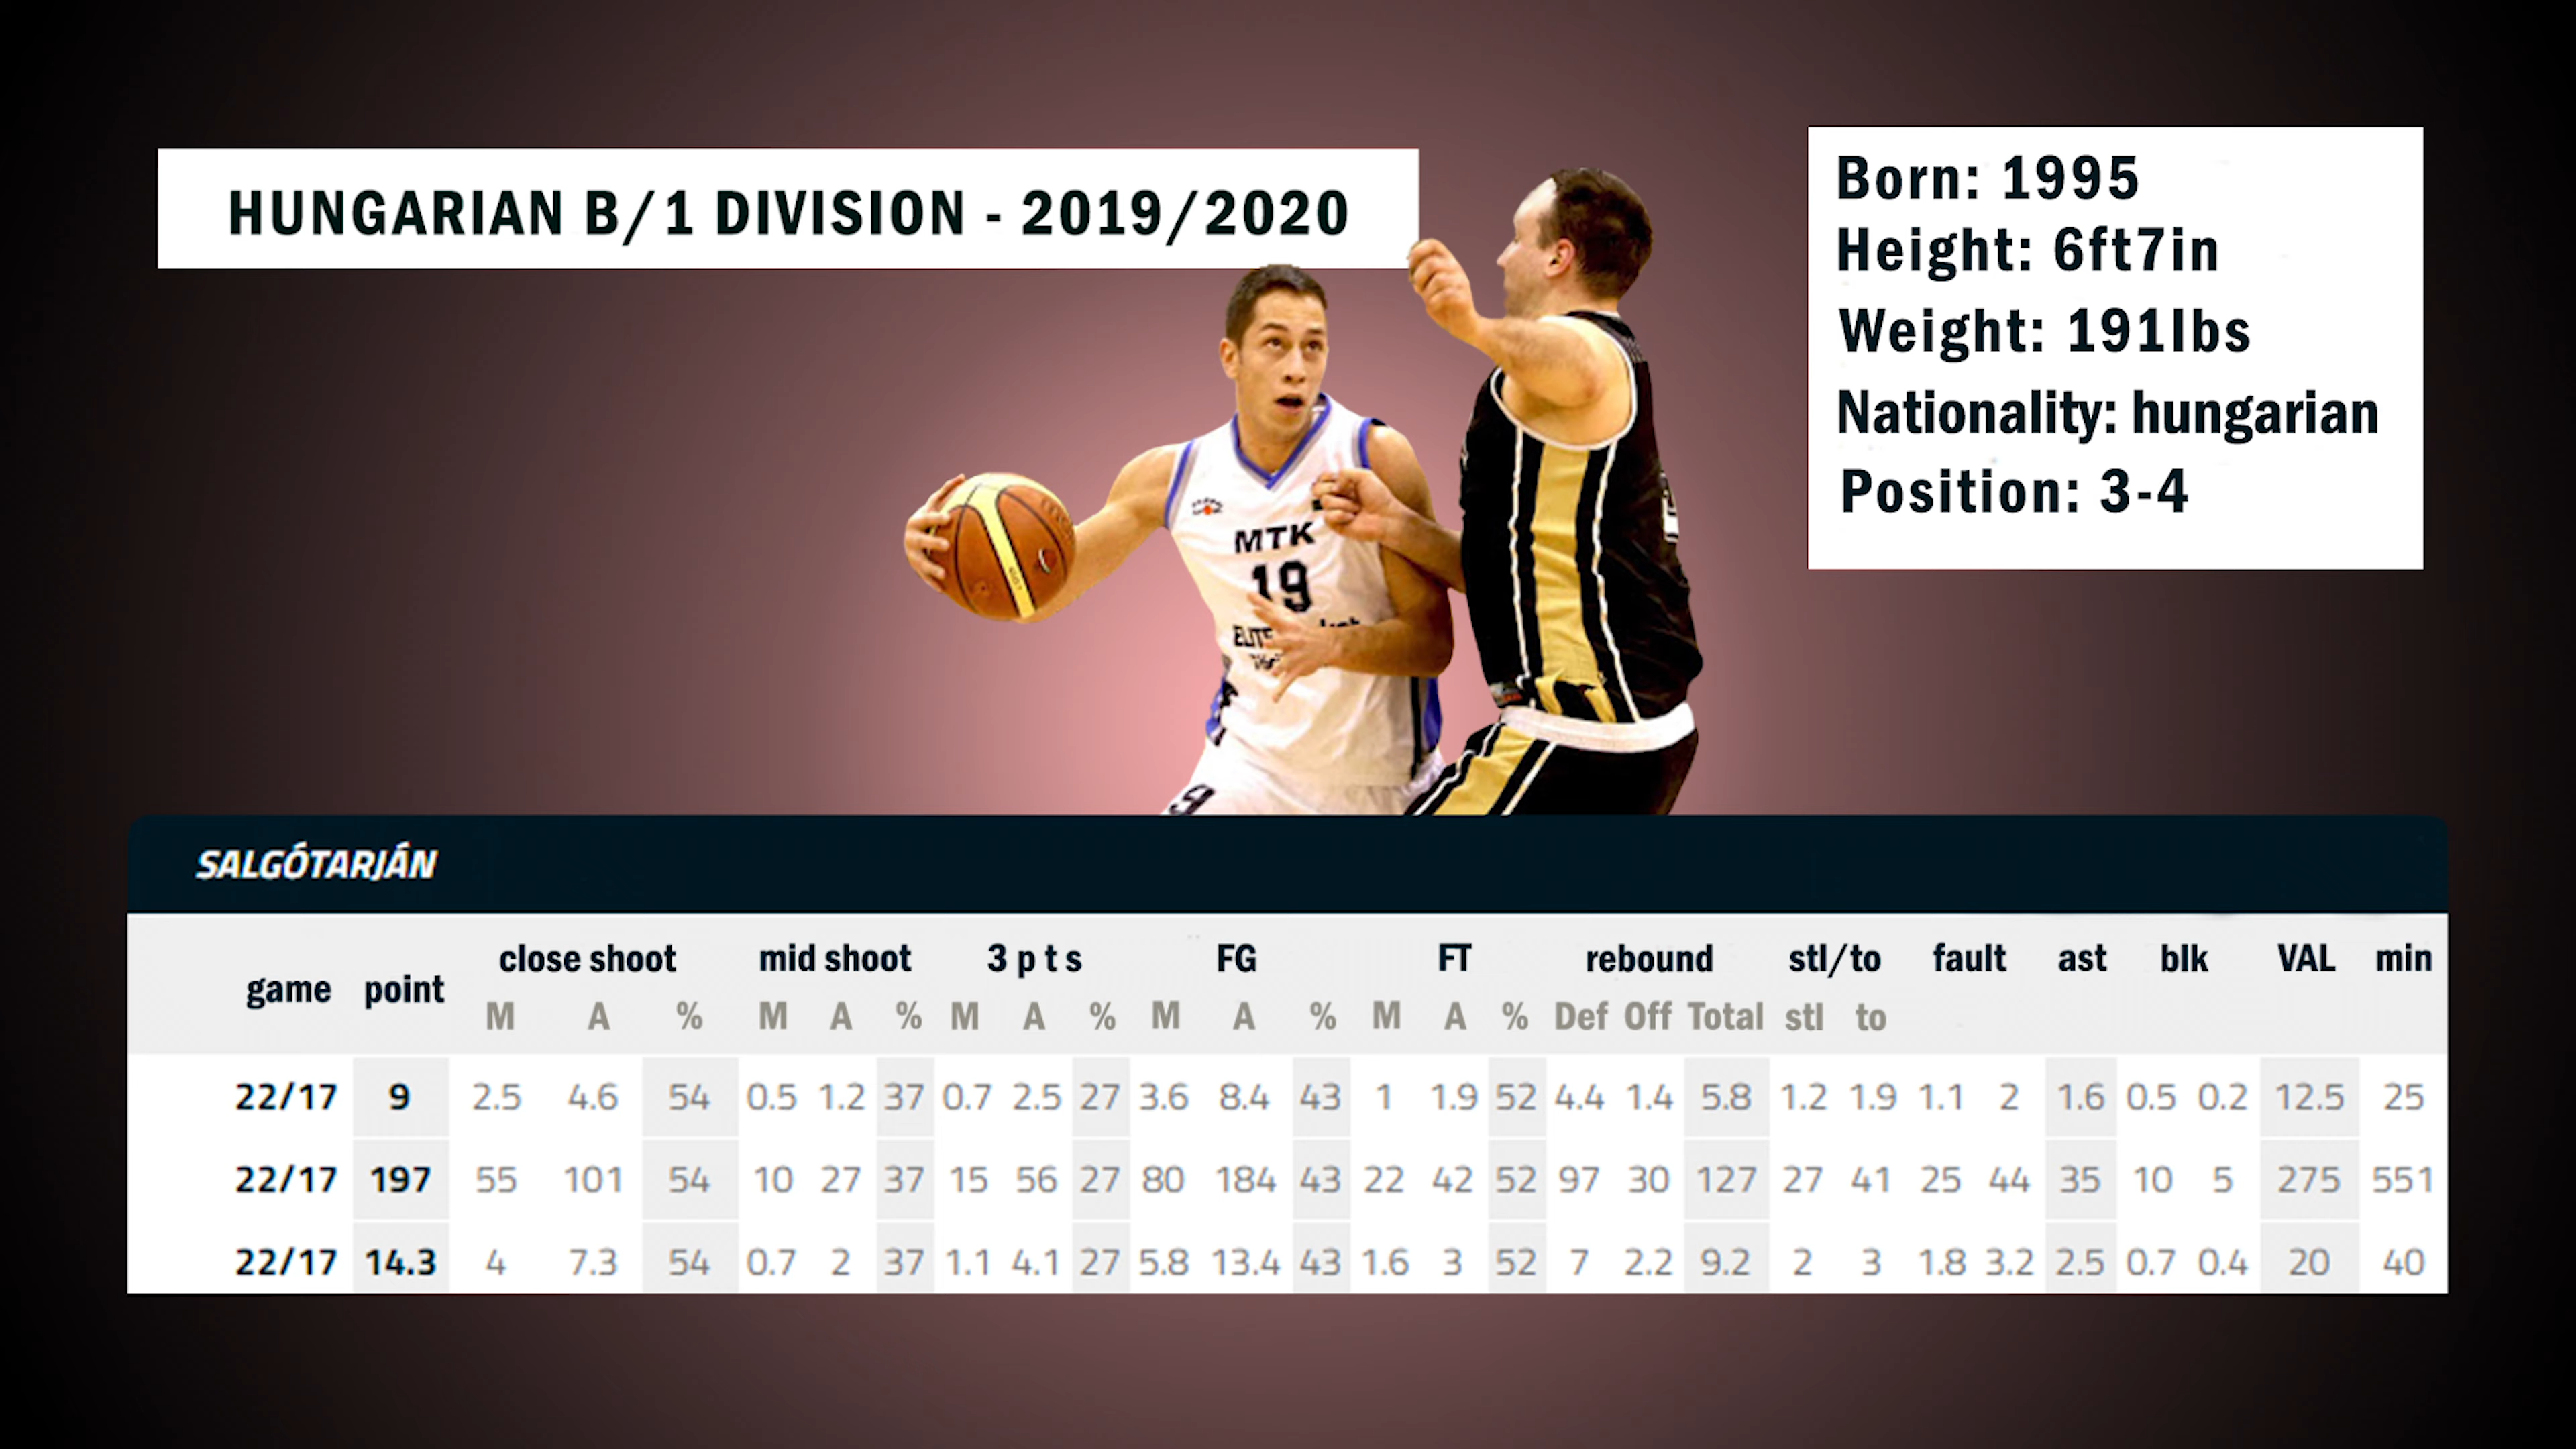 HUNGARIAN B/1 DIVISION - 2019/2020
Born: 1995
Height: 6ft7in
Weight: 191lbs
Nationality: hungarian
Position: 3-4
MTK
19
9
SALGÓTARJÁN
game point close shoot mid shoot 3 p t s FG FT rebound stl/to fault ast blk VAL min
M A % M A % M A % M A % M A % Def Off Total stl to
22/17 9 2.5 4.6 54 0.5 1.2 37 0.7 2.5 27 3.6 8.4 43 1 1.9 52 4.4 1.4 5.8 1.2 1.9 1.1 2 1.6 0.5 0.2 12.5 25
22/17 197 55 101 54 10 27 37 15 56 27 80 184 43 22 42 52 97 30 127 27 41 25 44 35 10 5 275 551
22/17 14.3 4 7.3 54 0.7 2 37 1.1 4.1 27 5.8 13.4 43 1.6 3 52 7 2.2 9.2 2 3 1.8 3.2 2.5 0.7 0.4 20 40